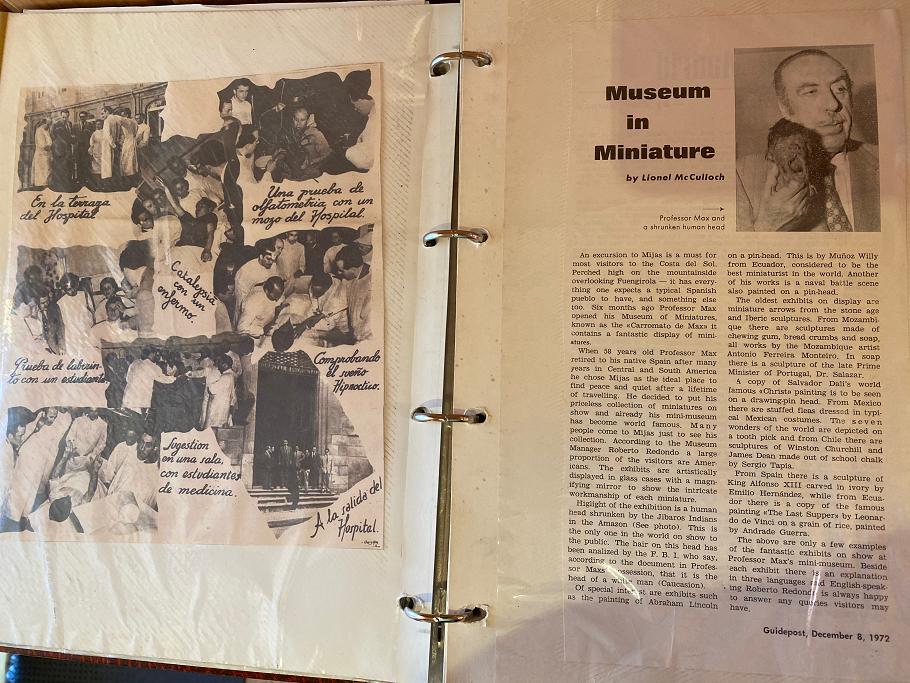 En la terraza
del Hospital
Una prueba de
olfatometria, con un
mozo del Hospital.
Catalepsia
con un
enfermo.
Prueba de laberin-
to con un estudiante
Comprobando
el sueño
Hipnotico.
Sugestion
en una sala,
con estudiantes
de medicina.
A la salida del
Hospital.
Museum
in
Miniature
by Lionel McCulloch
Professor Max and
a shrunken human head
An excursion to Mijas is a must for
most visitors to the Costa del Sol.
Perched high on the mountainside
overlooking Fuengirola — it has every-
thing one expects a typical Spanish
pueblo to have, and something else
too. Six months ago Professor Max
opened his Museum of Miniatures,
known as the «Carromato de Max» it
contains a fantastic display of mini-
atures.
When 58 years old Professor Max
retired to his native Spain after many
years in Central and South America
he chose Mijas as the ideal place to
find peace and quiet after a lifetime
of travelling. He decided to put his
priceless collection of miniatures on
show and already his mini-museum
has become world famous. Many
people come to Mijas just to see his
collection. According to the Museum
Manager Roberto Redondo a large
proportion of the visitors are Amer-
icans. The exhibits are artistically
displayed in glass cases with a magn-
ifying mirror to show the intricate
workmanship of each miniature.
Higlight of the exhibition is a human
head shrunken by the Jibaros Indians
in the Amazon (See photo). This is
the only one in the world on show to
the public. The hair on this head has
been analized by the F. B. I. who say,
according to the document in Profes-
sor Maxs possession, that it is the
head of a white man (Caucasion).
Of special interest are exhibits such
as the painting of Abraham Lincoln
on a pin-head. This is by Muñoz Willy
from Ecuador, considered to be the
best miniaturist in the world. Another
of his works is a naval battle scene
also painted on a pin-head.
The oldest exhibits on display are
miniature arrows from the stone age
and Iberic sculptures. From Mozambi-
que there are sculptures made of
chewing gum, bread crumbs and soap,
all works by the Mozambique artist
Antonio Ferreira Monteiro. In soap
there is a sculpture of the late Prime
Minister of Portugal, Dr. Salazar.
A copy of Salvador Dali's world
famous «Christ» painting is to be seen
on a drawing-pin head. From Mexico
there are stuffed fleas dressed in typi-
cal Mexican costumes. The seven
wonders of the world are depicted on
a tooth pick and from Chile there are
sculptures of Winston Churchill and
James Dean made out of school chalk
by Sergio Tapia.
From Spain there is a sculpture of
King Alfonso XIII carved in ivory by
Emilio Hernández, while from Ecua-
dor there is a copy of the famous
painting «The Last Supper» by Leonar-
do de Vinci on a grain of rice, painted
by Andrade Guerra.
The above are only a few examples
of the fantastic exhibits on show at
Professor Max's mini-museum. Beside
each exhibit there is an explanation
in three languages and English-speak-
ing Roberto Redondo is always happy
to answer any queries visitors may
have.
Guidepost, December 8, 1972